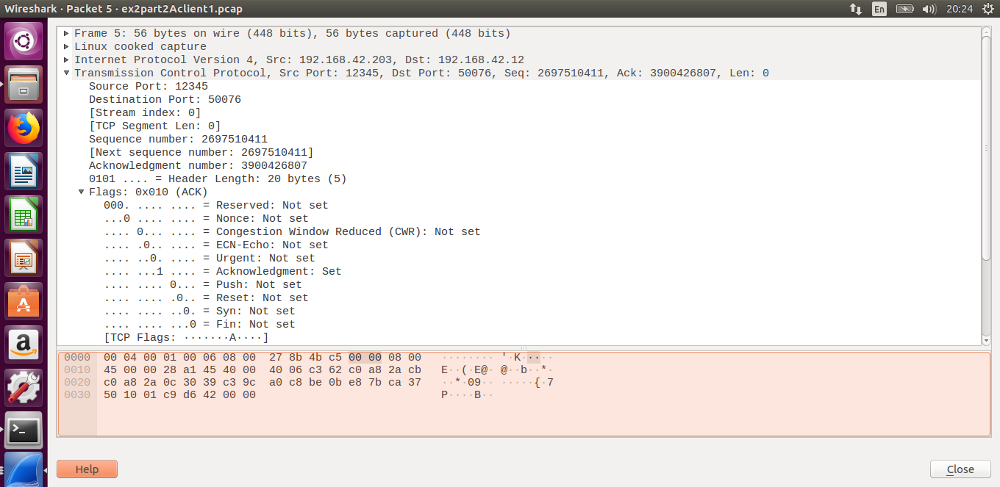 Wireshark · Packet 5 · ex2part2Aclient1.pcap
En
20:24
Frame 5: 56 bytes on wire (448 bits), 56 bytes captured (448 bits)
Linux cooked capture
Internet Protocol Version 4, Src: 192.168.42.203, Dst: 192.168.42.12
Transmission Control Protocol, Src Port: 12345, Dst Port: 50076, Seq: 2697510411, Ack: 3900426807, Len: 0
Source Port: 12345
Destination Port: 50076
[Stream index: 0]
[TCP Segment Len: 0]
Sequence number: 2697510411
[Next sequence number: 2697510411]
Acknowledgment number: 3900426807
0101 .... = Header Length: 20 bytes (5)
Flags: 0x010 (ACK)
000. .... .... = Reserved: Not set
...0 .... .... = Nonce: Not set
.... 0... .... = Congestion Window Reduced (CWR): Not set
.... .0.. .... = ECN-Echo: Not set
.... ..0. .... = Urgent: Not set
.... ...1 .... = Acknowledgment: Set
.... .... 0... = Push: Not set
.... .... .0.. = Reset: Not set
.... .... ..0. = Syn: Not set
.... .... ...0 = Fin: Not set
[TCP Flags: ·······A····]
0000 00 04 00 01 00 06 08 00 27 8b 4b c5 00 00 08 00 ········ '·K·····
0010 45 00 00 28 a1 45 40 00 40 06 c3 62 c0 a8 2a cb E··(·E@· @··b··*·
0020 c0 a8 2a 0c 30 39 c3 9c a0 c8 be 0b e8 7b ca 37 ··*·09·· ·····{·7
0030 50 10 01 c9 d6 42 00 00 P····B··
Help
Close